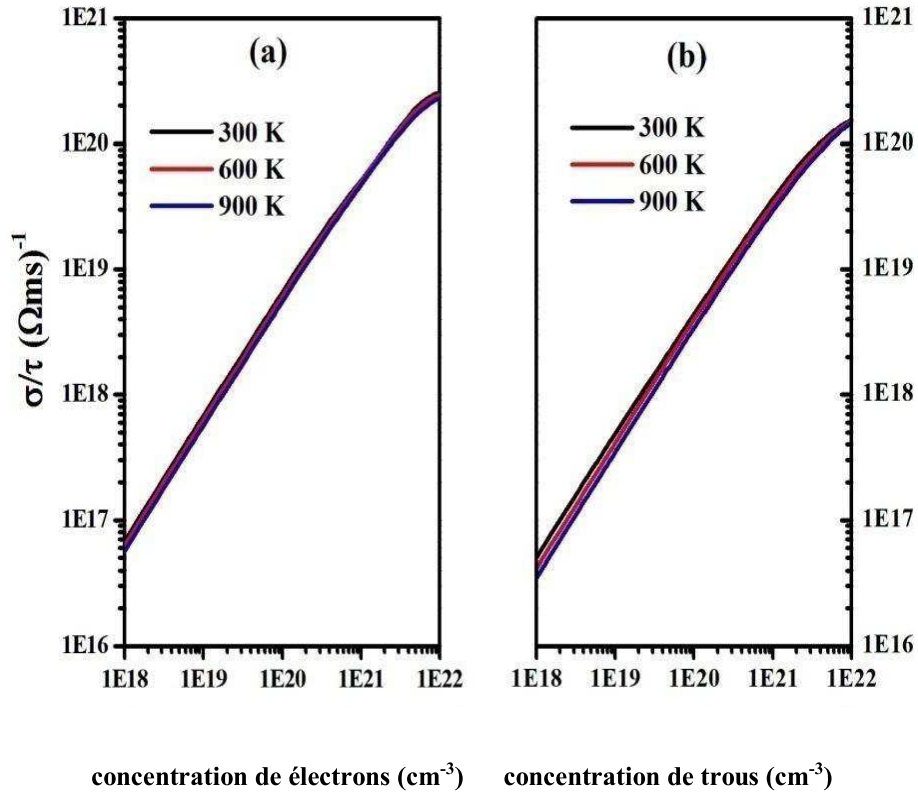 1E21
1E20
1E19
1E18
1E17
1E16
σ/τ (Ωms)-1
(a)
300 K
600 K
900 K
1E18 1E19 1E20 1E21 1E22
concentration de électrons (cm-3)
(b)
300 K
600 K
900 K
1E21
1E20
1E19
1E18
1E17
1E16
1E18 1E19 1E20 1E21 1E22
concentration de trous (cm-3)